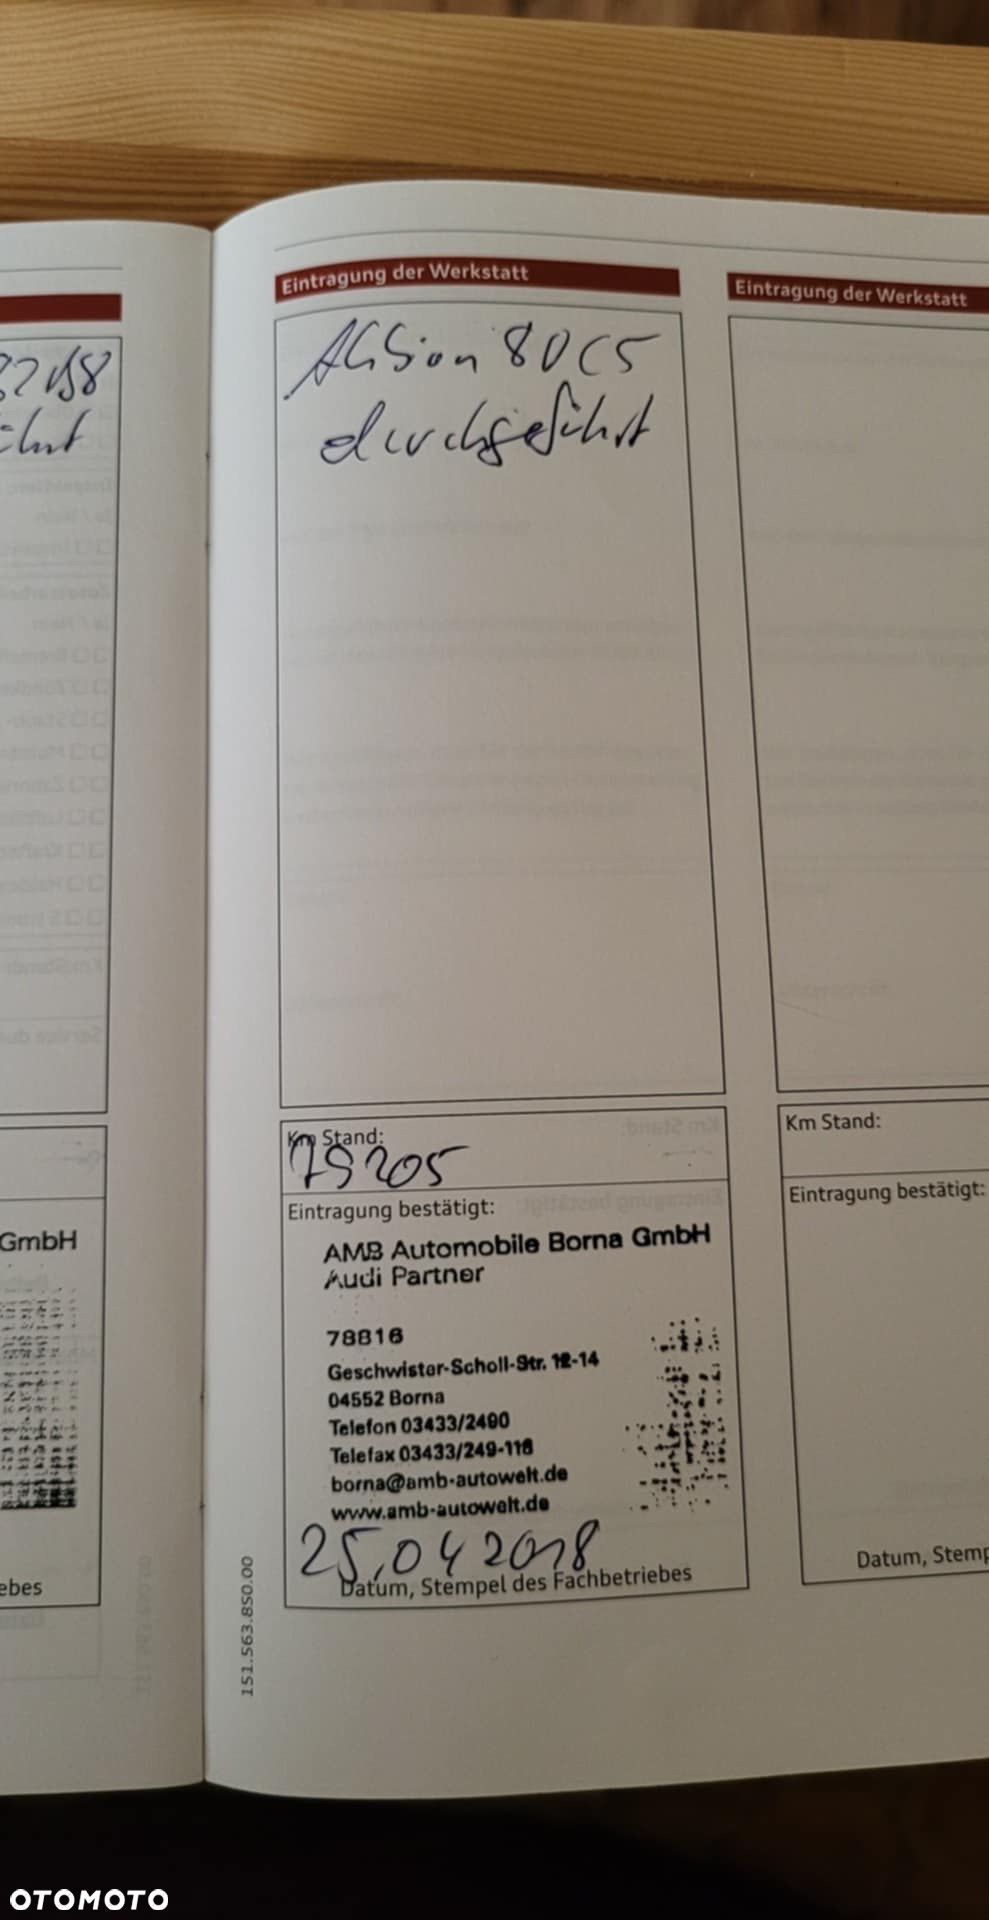 Eintragung der Werkstatt
Aktion 80C5
durchgeführt
Km Stand:
79205
Eintragung bestätigt:
AMB Automobile Borna GmbH
Audi Partner
78816
Geschwister-Scholl-Str. 12-14
04552 Borna
Telefon 03433/2490
Telefax 03433/249-116
borna@amb-autowelt.de
www.amb-autowelt.de
25.04 2018
Datum, Stempel des Fachbetriebes
151.563.8S0.00
Eintragung der Werkstatt
Km Stand:
Eintragung bestätigt:
Datum, Stemp
GmbH
ebes
OTOMOTO